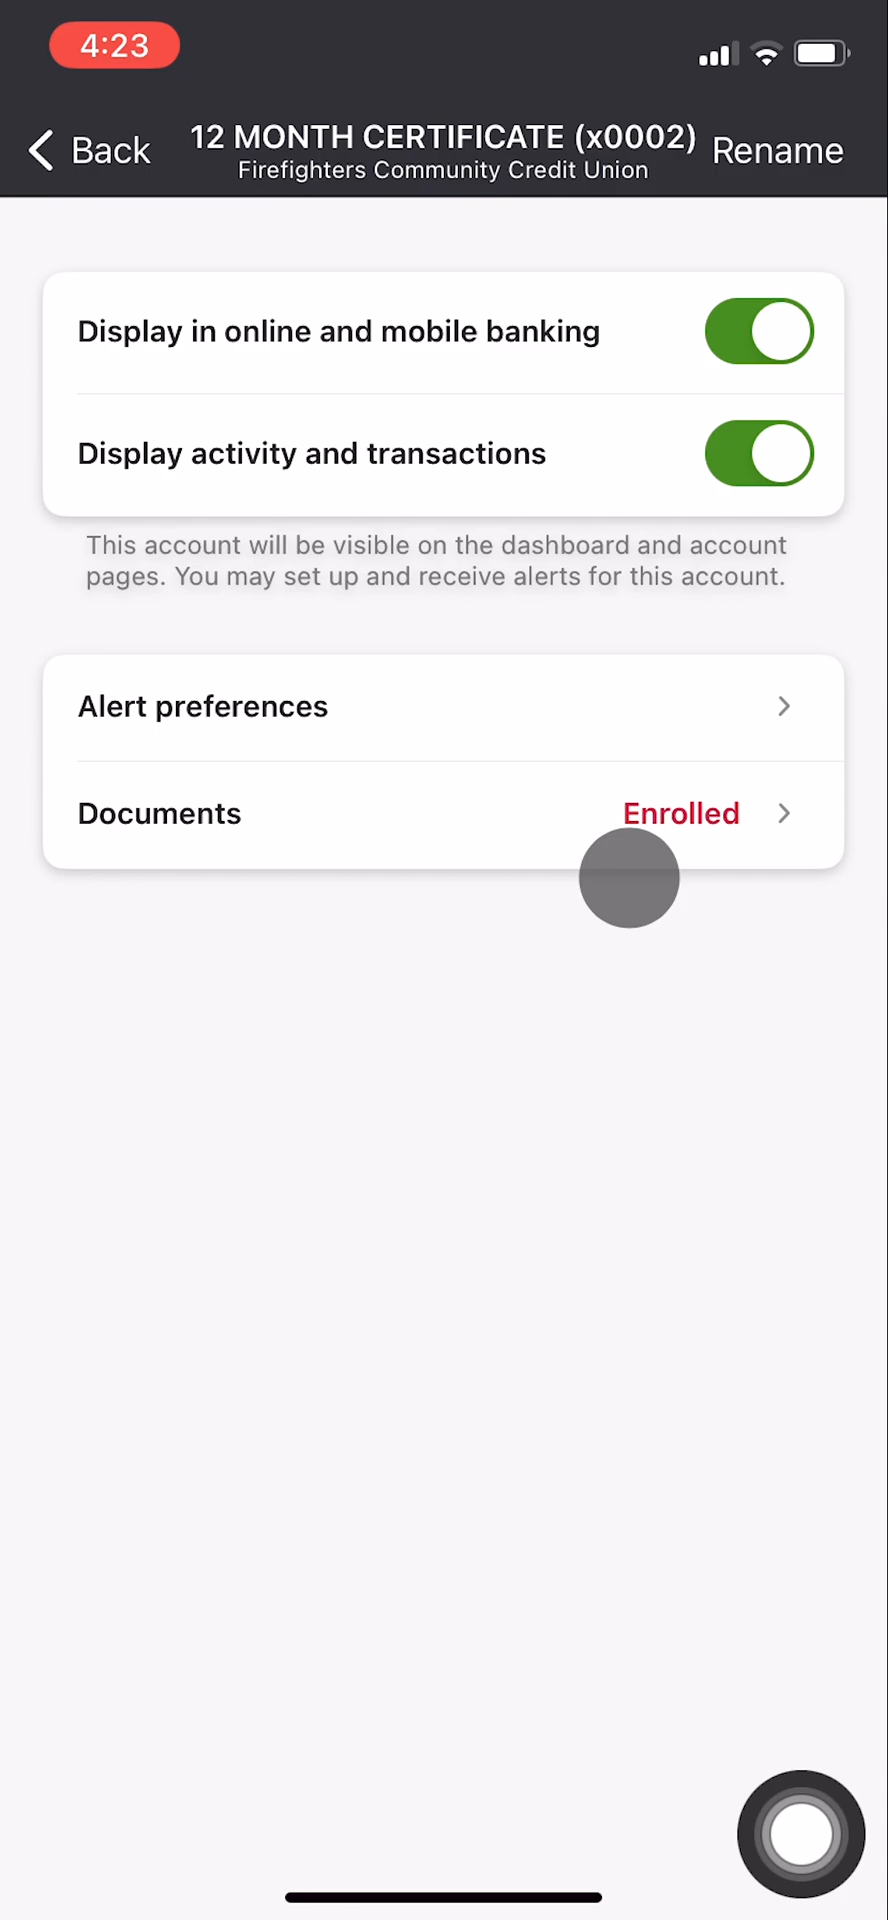 4:23
Back
12 MONTH CERTIFICATE (x0002)
Firefighters Community Credit Union
Rename
Display in online and mobile banking
Display activity and transactions
This account will be visible on the dashboard and account
pages. You may set up and receive alerts for this account.
Alert preferences
Documents
Enrolled